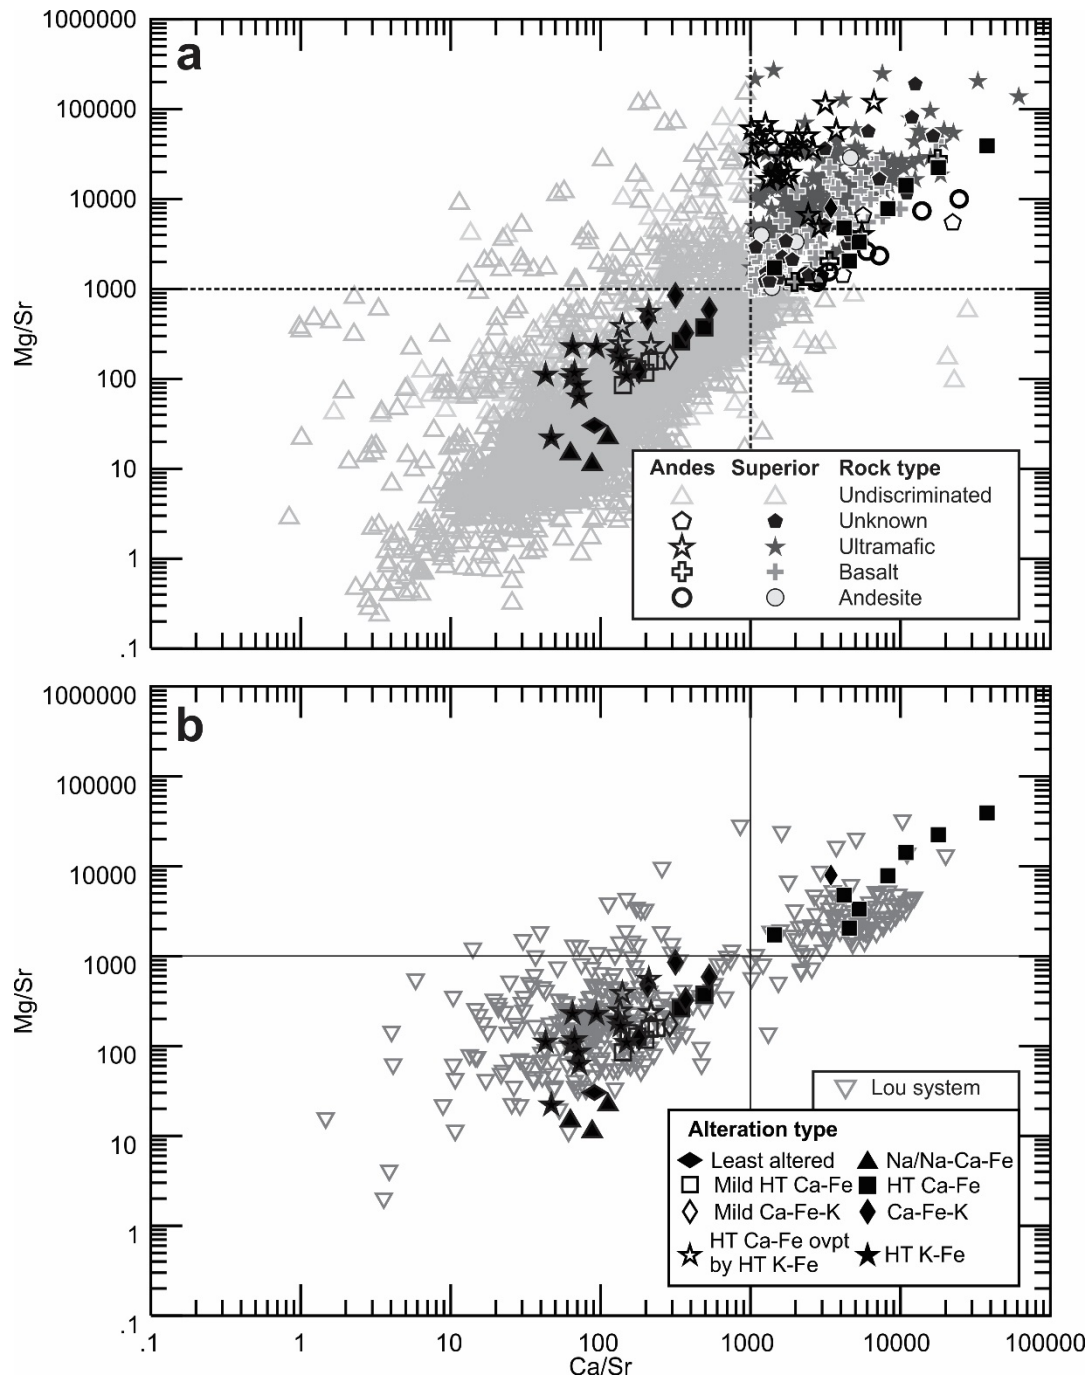 a
1000000
100000
10000
1000
100
10
1
.1
Mg/Sr
Andes Superior Rock type
Undiscriminated
Unknown
Ultramafic
Basalt
Andesite
b
1000000
100000
10000
1000
100
10
1
.1
Mg/Sr
Lou system
Alteration type
Least altered Na/Na-Ca-Fe
Mild HT Ca-Fe HT Ca-Fe
Mild Ca-Fe-K Ca-Fe-K
HT Ca-Fe ovpt
by HT K-Fe HT K-Fe
.1 1 10 100 1000 10000 100000
Ca/Sr